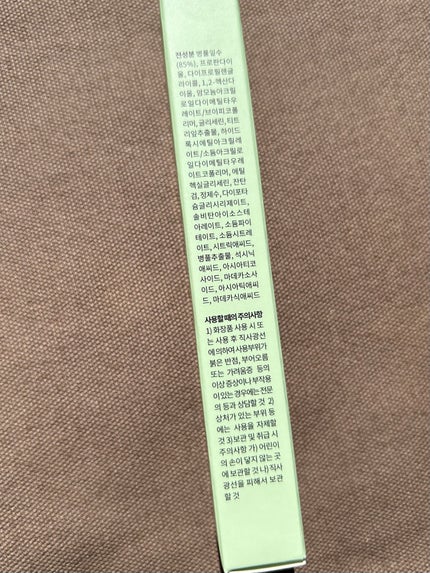 전성분 병풀잎수
(85%), 프로판다이
올, 다이프로필렌글
라이콜, 1,2-헥산다
이올, 암모늄아크릴
로일다이메틸타우
레이트/브이피코폴
리머, 글리세린, 티트
리잎추출물, 하이드
록시에틸아크릴레
이트/소듐아크릴로
일다이메틸타우레
이트코폴리머, 에틸
헥실글리세린, 잔탄
검, 정제수, 다이포타
슘글리시리제이트,
솔비탄아이소스테
아레이트, 소듐파이
테이트, 소듐시트레
이트, 시트릭애씨드,
병풀추출물, 석시닉
애씨드, 아시아티코
사이드, 마데카소사
이드, 아시아틱애씨
드, 마데카식애씨드
사용할 때의 주의사항
1) 화장품 사용 시 또
는 사용 후 직사광선
에 의하여 사용부위가
붉은 반점, 부어오름
또는 가려움증 등의
이상 증상이나 부작용
이 있는 경우에는 전문
의 등과 상담할 것 2)
상처가 있는 부위 등
에는 사용을 자제할
것 3)보관 및 취급 시
주의사항 가) 어린이
의 손이 닿지 않는 곳
에 보관할 것 나) 직사
광선을 피해서 보관
할 것